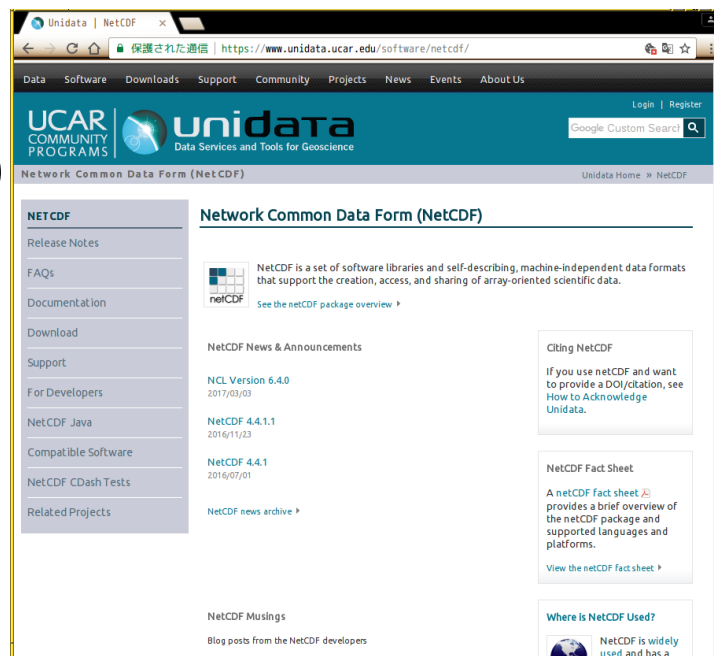 Unidata | NetCDF ×
保護された通信 | https://www.unidata.ucar.edu/software/netcdf/
Data Software Downloads Support Community Projects News Events About Us
Login | Register
UCAR
COMMUNITY
PROGRAMS
unidata
Data Services and Tools for Geoscience
Google Custom Search
Network Common Data Form (NetCDF)
Unidata Home » NetCDF
NETCDF
Release Notes
FAQs
Documentation
Download
Support
For Developers
NetCDF Java
Compatible Software
NetCDF CDash Tests
Related Projects
Network Common Data Form (NetCDF)
netCDF
NetCDF is a set of software libraries and self-describing, machine-independent data formats
that support the creation, access, and sharing of array-oriented scientific data.
See the netCDF package overview
NetCDF News & Announcements
NCL Version 6.4.0
2017/03/03
NetCDF 4.4.1.1
2016/11/23
NetCDF 4.4.1
2016/07/01
NetCDF news archive
Citing NetCDF
If you use netCDF and want
to provide a DOI/citation, see
How to Acknowledge
Unidata.
NetCDF Fact Sheet
A netCDF fact sheet
provides a brief overview of
the netCDF package and
supported languages and
platforms.
View the netCDF fact sheet
NetCDF Musings
Blog posts from the NetCDF developers
Where is NetCDF Used?
NetCDF is widely
used and has a